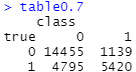 > table0.7
class
true 0 1
0 14455 1139
1 4795 5420